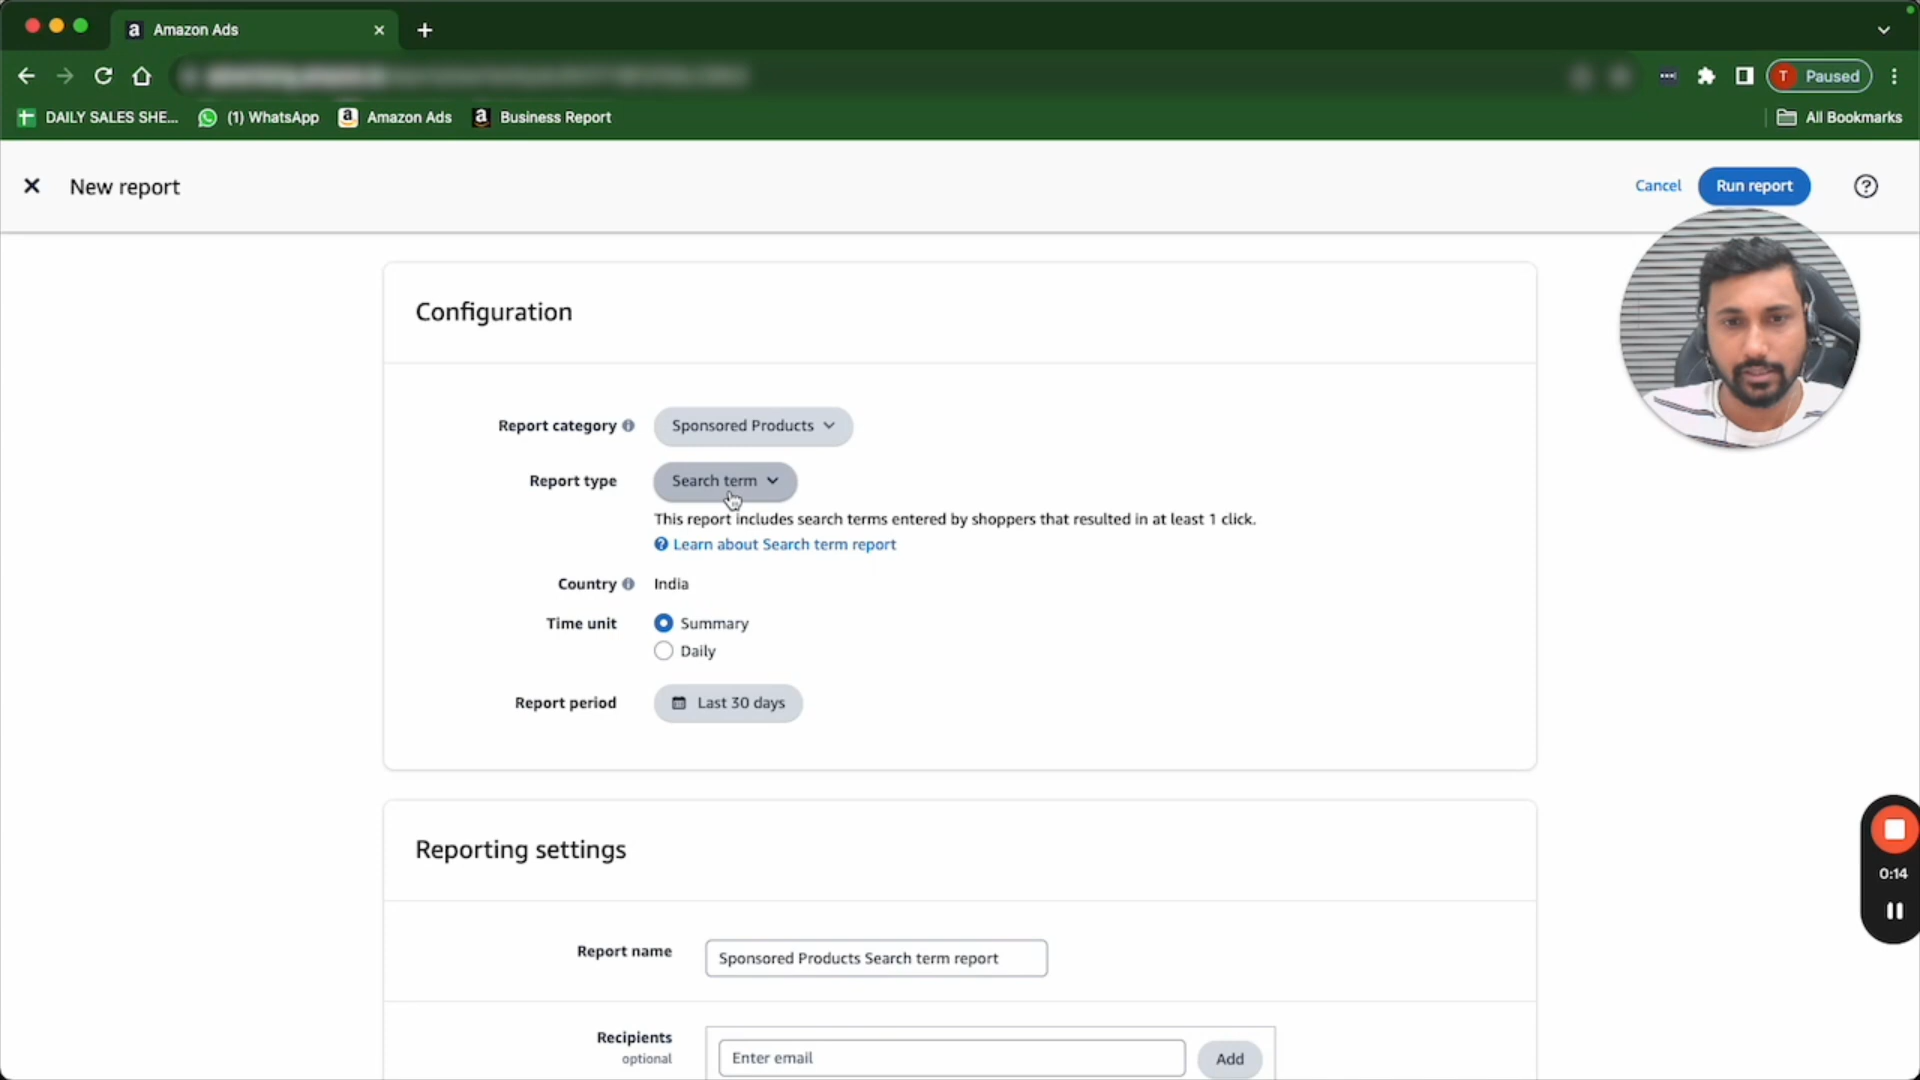 Amazon Ads
T Paused
DAILY SALES SHE...
(1) WhatsApp
Amazon Ads
Business Report
All Bookmarks
New report
Cancel
Run report
Configuration
Report category
Sponsored Products
Report type
Search term
This report includes search terms entered by shoppers that resulted in at least 1 click.
Learn about Search term report
Country
India
Time unit
Summary
Daily
Report period
Last 30 days
Reporting settings
0:14
Report name
Sponsored Products Search term report
Recipients
optional
Enter email
Add